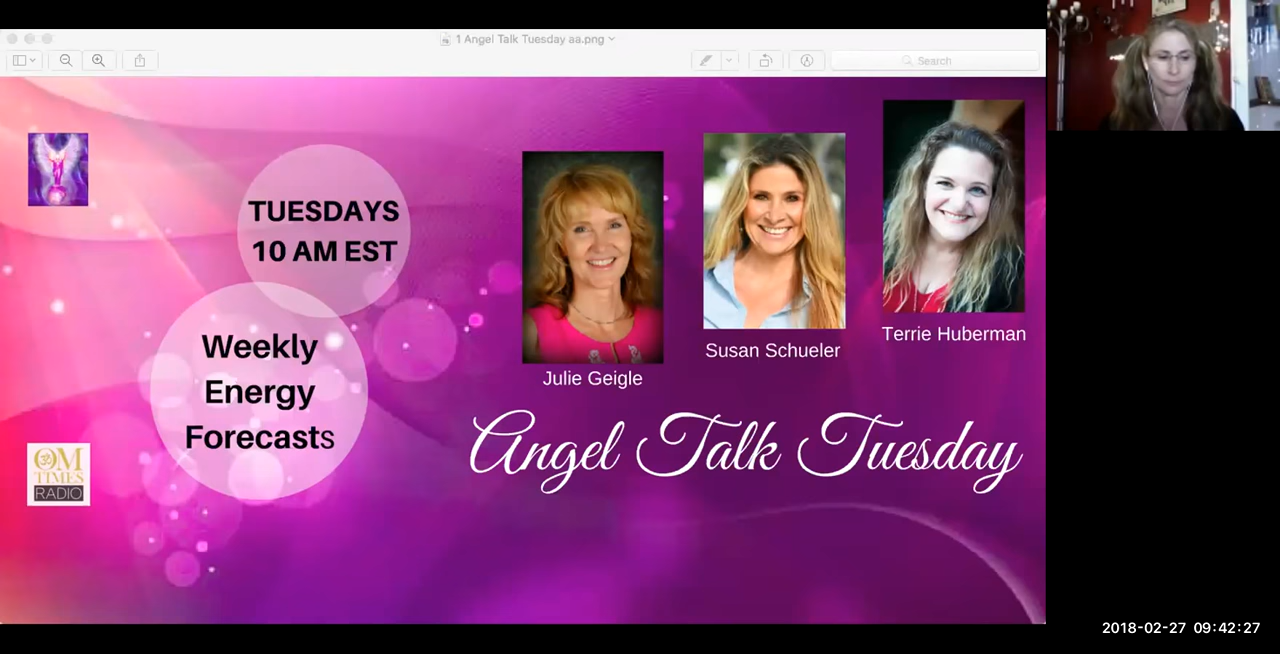 1 Angel Talk Tuesday aa.png
Search
TUESDAYS
10 AM EST
Weekly
Energy
Forecasts
OM
TIMES
RADIO
Julie Geigle
Susan Schueler
Terrie Huberman
Angel Talk Tuesday
2018-02-27 09:42:27